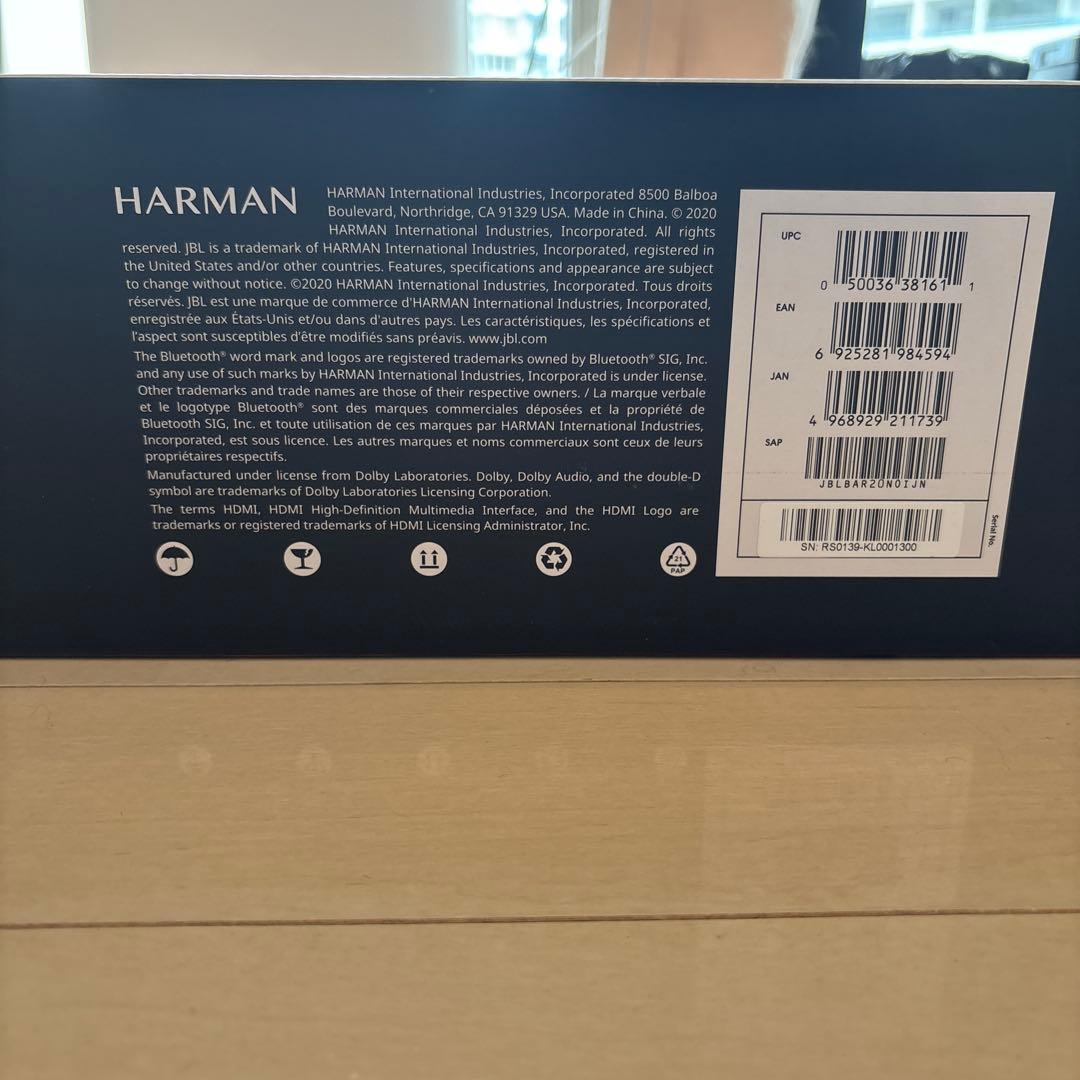 HARMAN
HARMAN International Industries, Incorporated 8500 Balboa
Boulevard, Northridge, CA 91329 USA. Made in China. © 2020
HARMAN International Industries, Incorporated. All rights
reserved. JBL is a trademark of HARMAN International Industries, Incorporated, registered in
the United States and/or other countries. Features, specifications and appearance are subject
to change without notice. ©2020 HARMAN International Industries, Incorporated. Tous droits
réservés. JBL est une marque de commerce d'HARMAN International Industries, Incorporated,
enregistrée aux États-Unis et/ou dans d'autres pays. Les caractéristiques, les spécifications et
l'aspect sont susceptibles d'être modifiés sans préavis. www.jbl.com
The Bluetooth® word mark and logos are registered trademarks owned by Bluetooth® SIG, Inc.
and any use of such marks by HARMAN International Industries, Incorporated is under license.
Other trademarks and trade names are those of their respective owners. / La marque verbale
et le logotype Bluetooth® sont des marques commerciales déposées et la propriété de
Bluetooth SIG, Inc. et toute utilisation de ces marques par HARMAN International Industries,
Incorporated, est sous licence. Les autres marques et noms commerciaux sont ceux de leurs
propriétaires respectifs.
Manufactured under license from Dolby Laboratories. Dolby, Dolby Audio, and the double-D
symbol are trademarks of Dolby Laboratories Licensing Corporation.
The terms HDMI, HDMI High-Definition Multimedia Interface, and the HDMI Logo are
trademarks or registered trademarks of HDMI Licensing Administrator, Inc.
21
PAP
UPC
0 50036 38161 1
EAN
6 925281 984594
JAN
4 968929 211739
SAP
JBLBAR20N0IJN
SN: RS0139-KL0001300
Serial No.